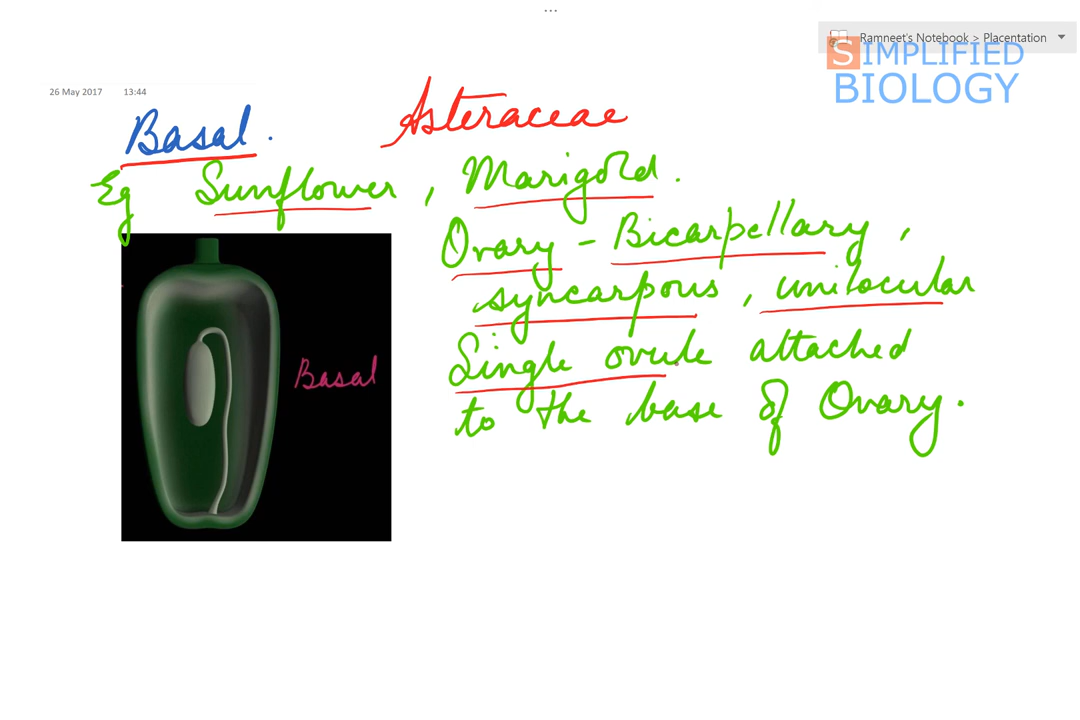 Ramneet's Notebook > Placentation
SIMPLIFIED
BIOLOGY
26 May 2017 13:44
Basal. Asteraceae
Eg Sunflower, Marigold.
Ovary - Bicarpellary,
syncarpous, unilocular
Single ovule attached
to the base of Ovary.
Basal